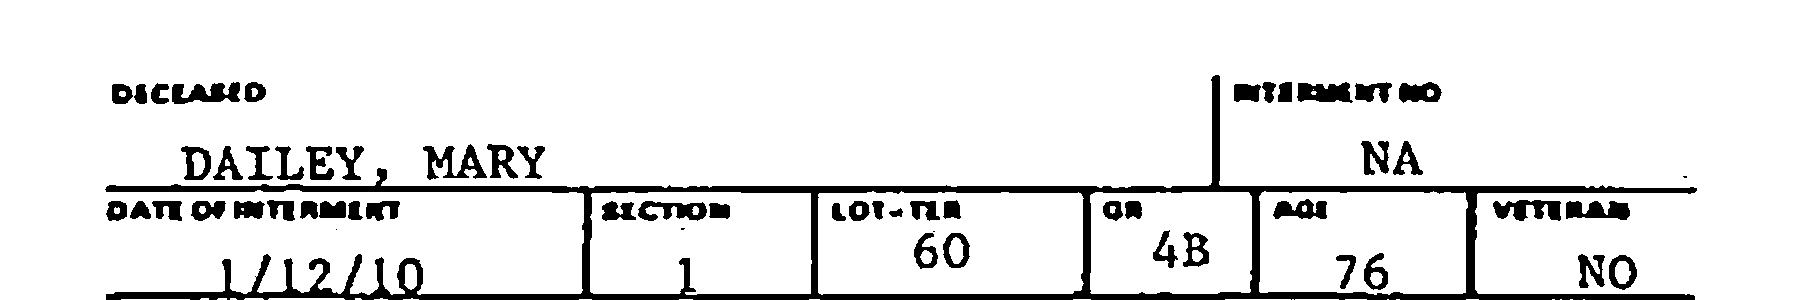 DECEASED INTERMENT NO
DAILEY, MARY NA
DATE OF INTERMENT SECTION LOT-TER GR AGE VETERAN
60 4B
1/12/10 1 76 NO